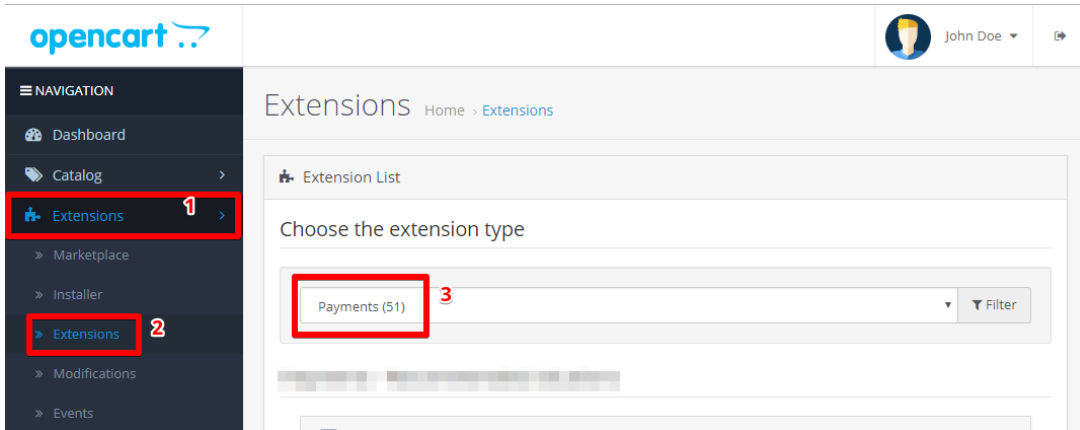 opencart
John Doe
NAVIGATION
Extensions Home › Extensions
Dashboard
Catalog
Extension List
1
Extensions
Choose the extension type
Marketplace
Installer
3
Payments (51)
Filter
Extensions
2
Modifications
Events